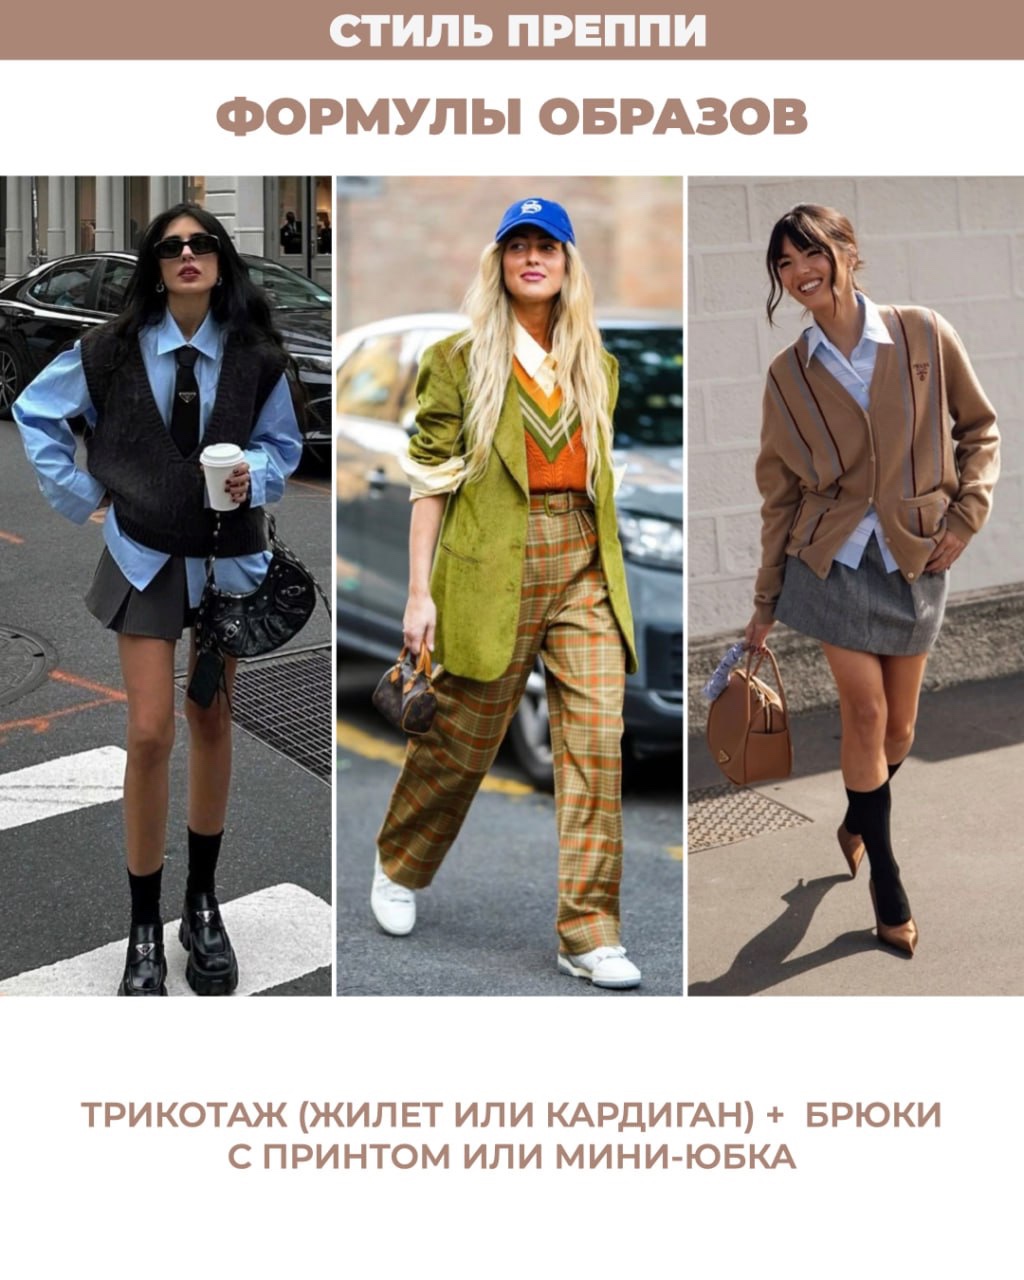 СТИЛЬ ПРЕППИ
ФОРМУЛЫ ОБРАЗОВ
ТРИКОТАЖ (ЖИЛЕТ ИЛИ КАРДИГАН) + БРЮКИ
С ПРИНТОМ ИЛИ МИНИ-ЮБКА